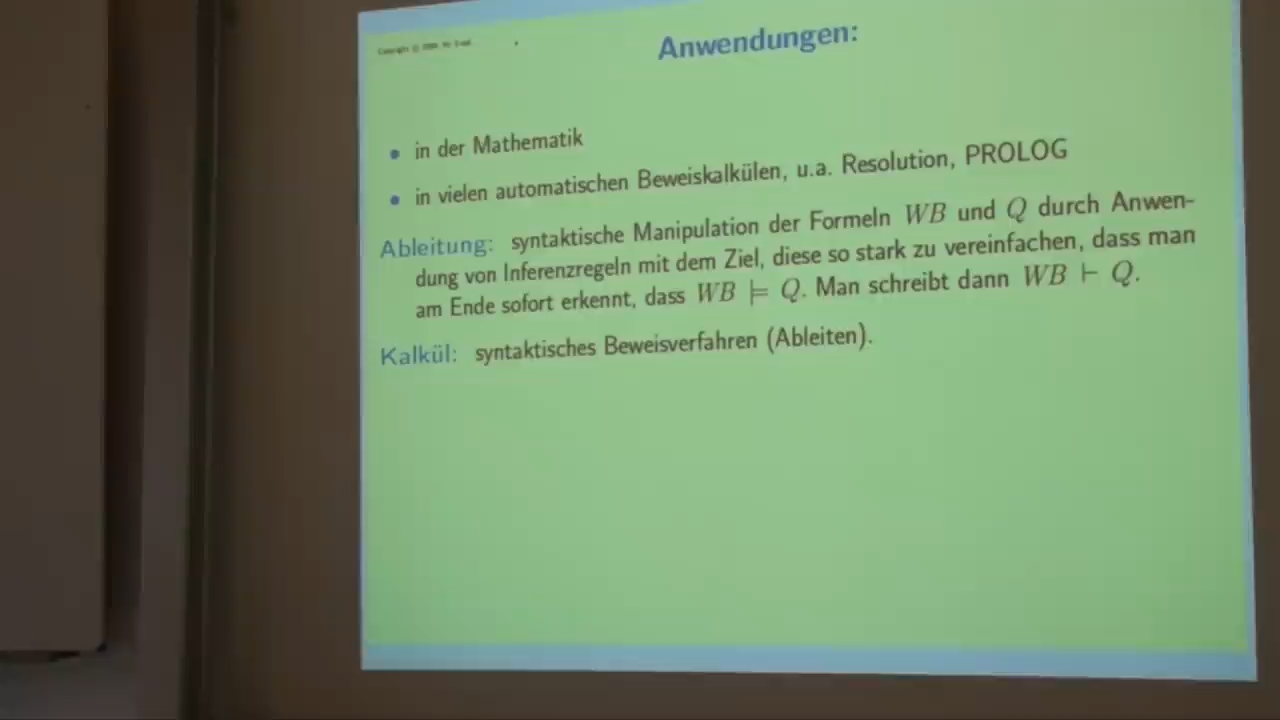 Copyright ©
Anwendungen:
• in der Mathematik
• in vielen automatischen Beweiskalkülen, u.a. Resolution, PROLOG
Ableitung: syntaktische Manipulation der Formeln WB und Q durch Anwen-
dung von Inferenzregeln mit dem Ziel, diese so stark zu vereinfachen, dass man
am Ende sofort erkennt, dass WB ⊨ Q. Man schreibt dann WB ⊢ Q.
Kalkül: syntaktisches Beweisverfahren (Ableiten).